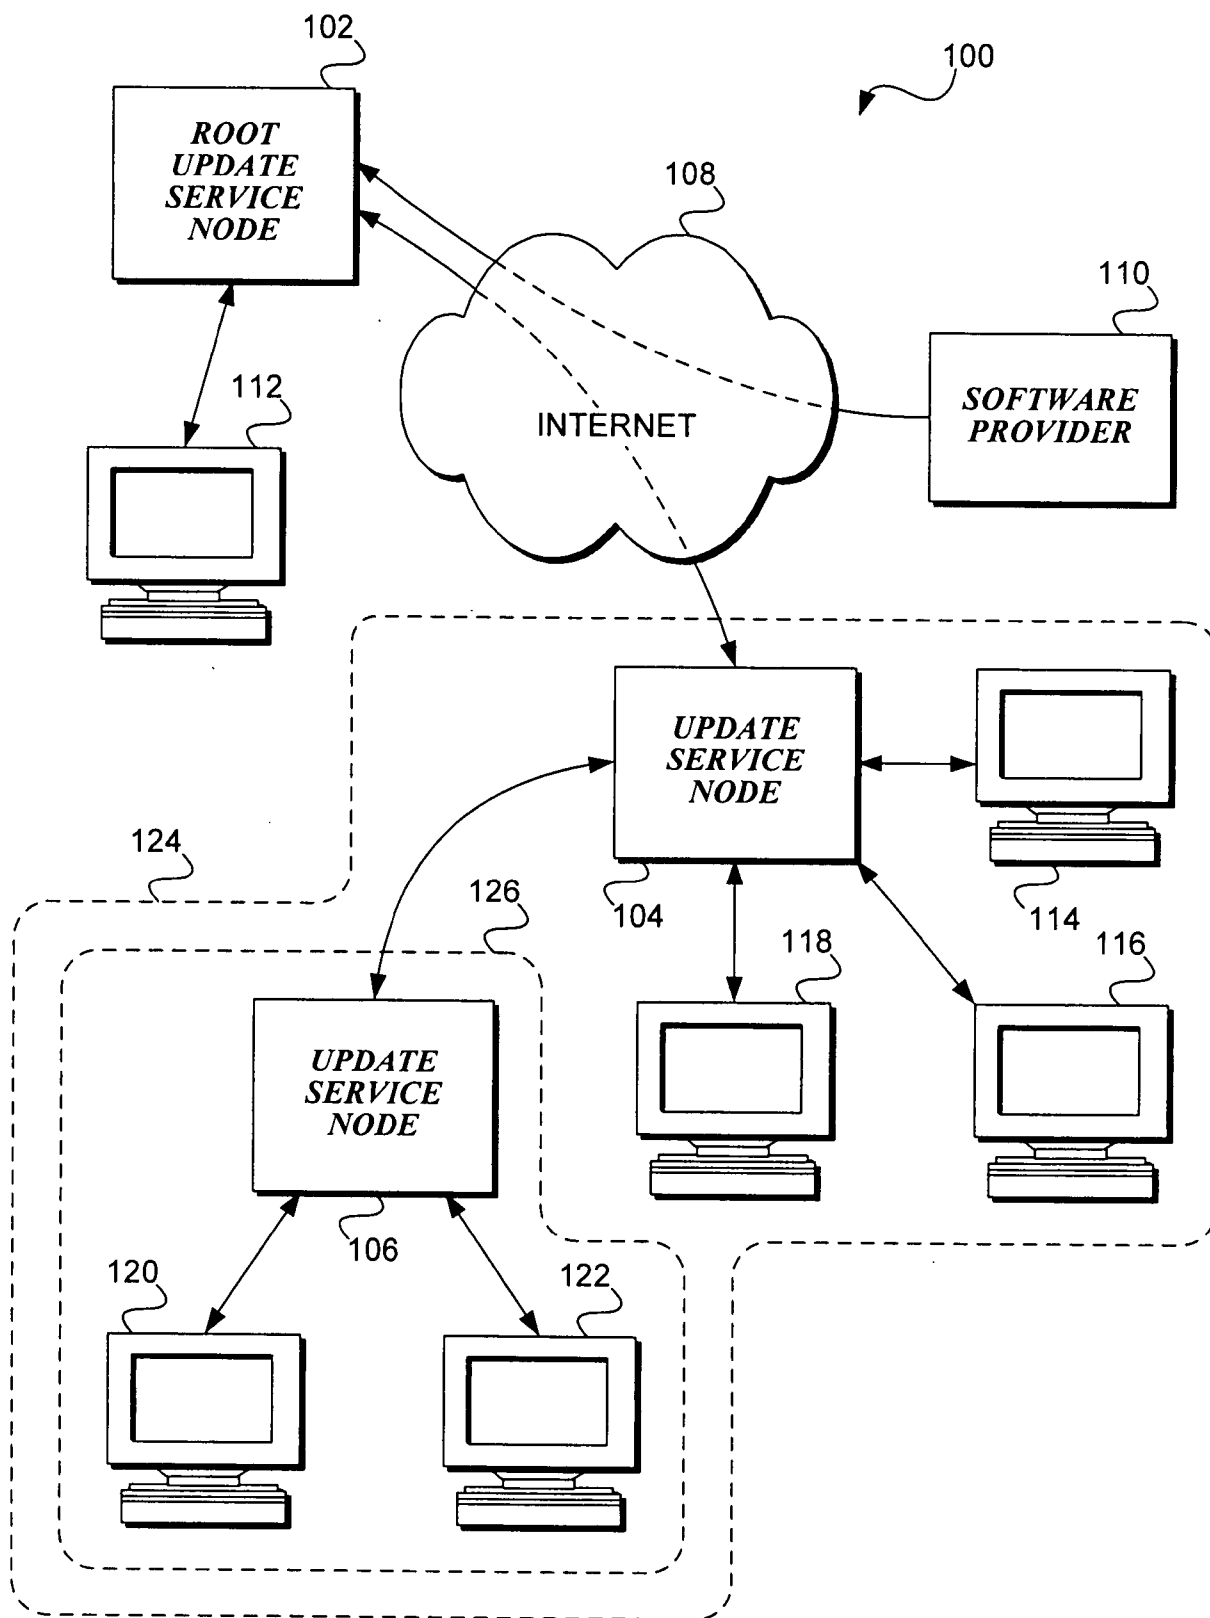 102
100
ROOT
UPDATE
SERVICE
NODE
108
110
112
INTERNET
SOFTWARE
PROVIDER
UPDATE
SERVICE
NODE
124
126
104
114
118
116
UPDATE
SERVICE
NODE
106
120
122